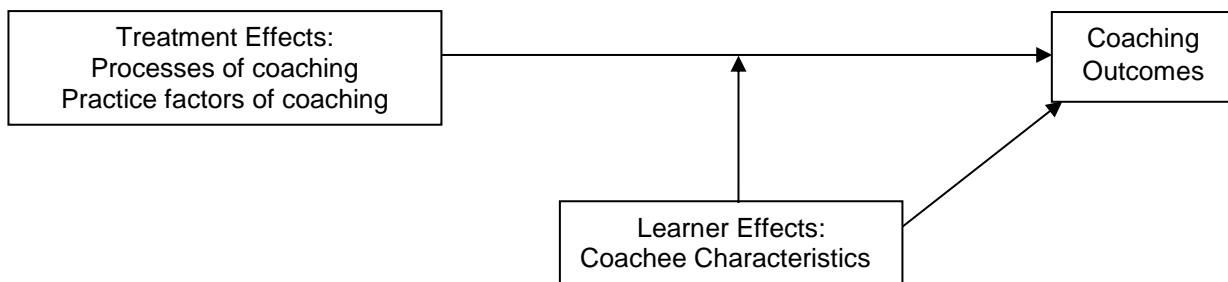 Treatment Effects:
Processes of coaching
Practice factors of coaching
Coaching
Outcomes
Learner Effects:
Coachee Characteristics